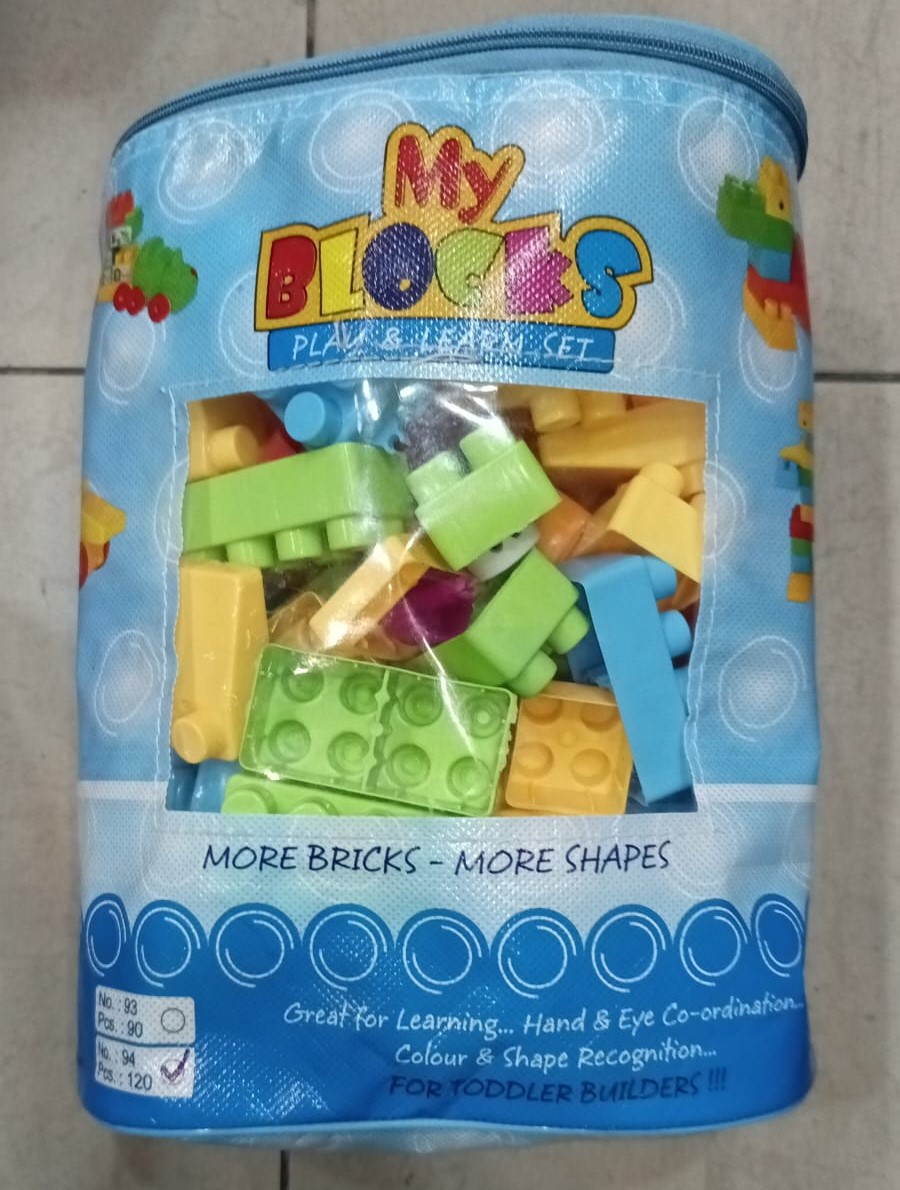 My
BLOCKS
PLAY & LEARN SET
MORE BRICKS - MORE SHAPES
No. : 93
Pcs. : 90
No. : 94
Pcs. : 120
Great for Learning... Hand & Eye Co-ordination...
Colour & Shape Recognition...
FOR TODDLER BUILDERS !!!